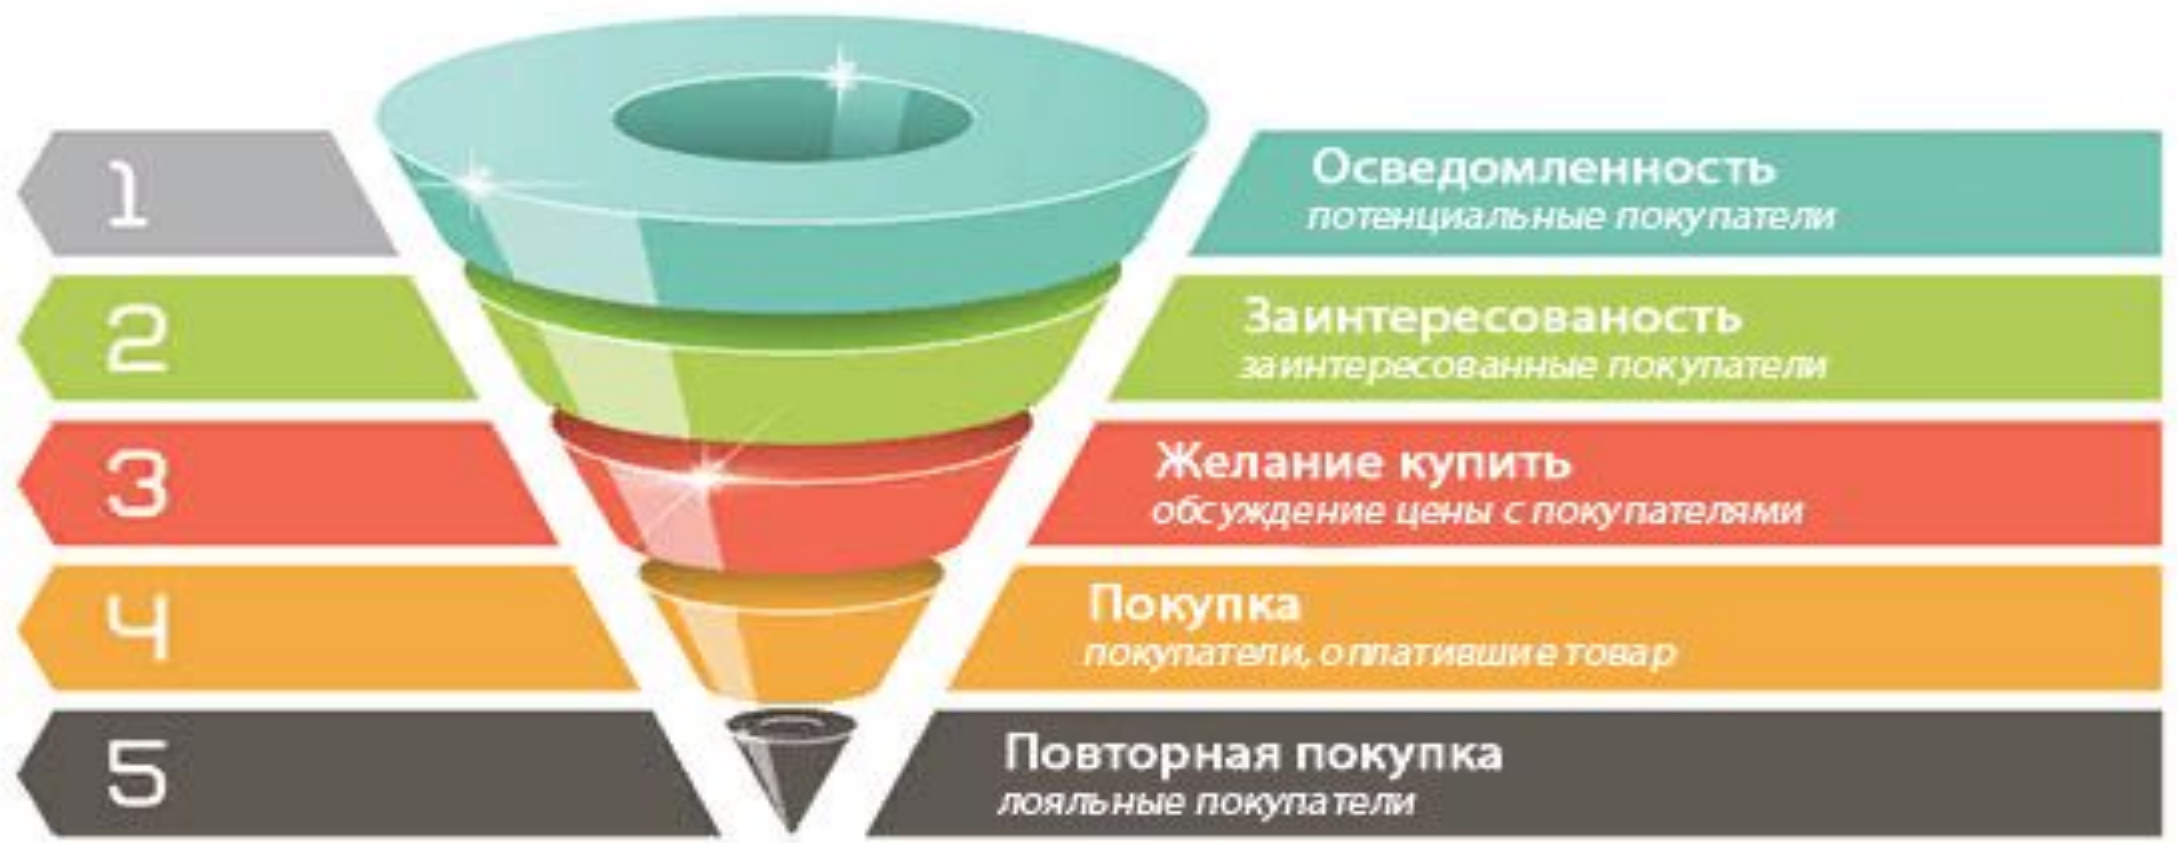 1
Осведомленность
потенциальные покупатели
2
Заинтересованость
заинтересованные покупатели
3
Желание купить
обсуждение цены с покупателями
4
Покупка
покупатели, оплатившие товар
5
Повторная покупка
лояльные покупатели